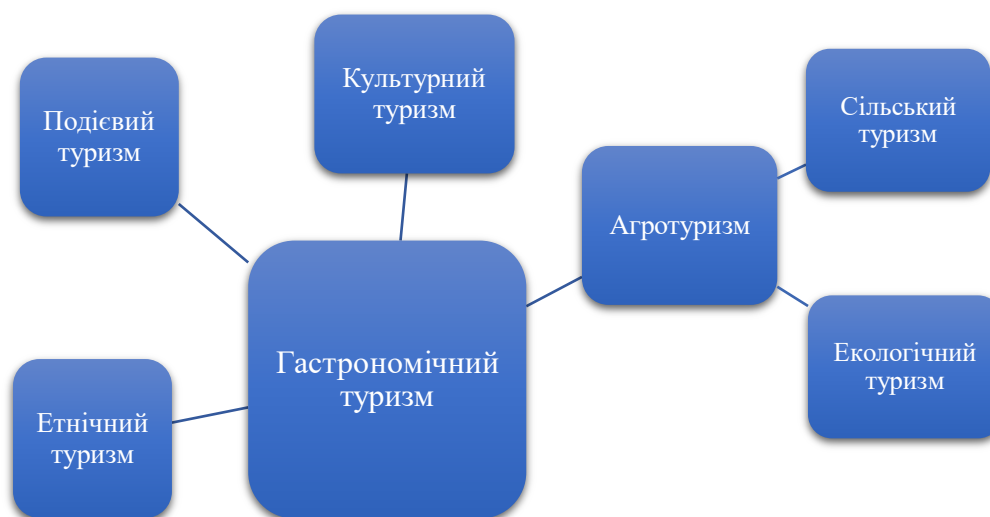 Подієвий
туризм
Культурний
туризм
Сільський
туризм
Агротуризм
Гастрономічний
туризм
Екологічний
туризм
Етнічний
туризм